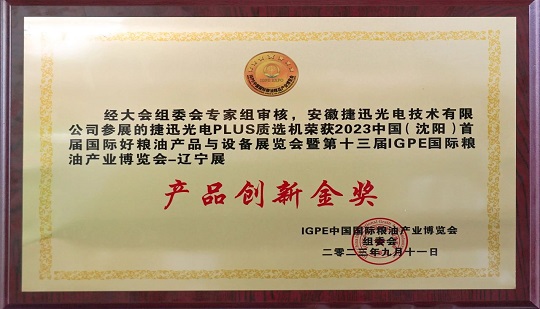 经大会组委会专家组审核，安徽捷迅光电技术有限
公司参展的捷迅光电PLUS质选机荣获2023中国（沈阳）首
届国际好粮油产品与设备展览会暨第十三届IGPE国际粮
油产业博览会-辽宁展
产品创新金奖
IGPE中国国际粮油产业博览会
组委会
二零二三年九月十一日